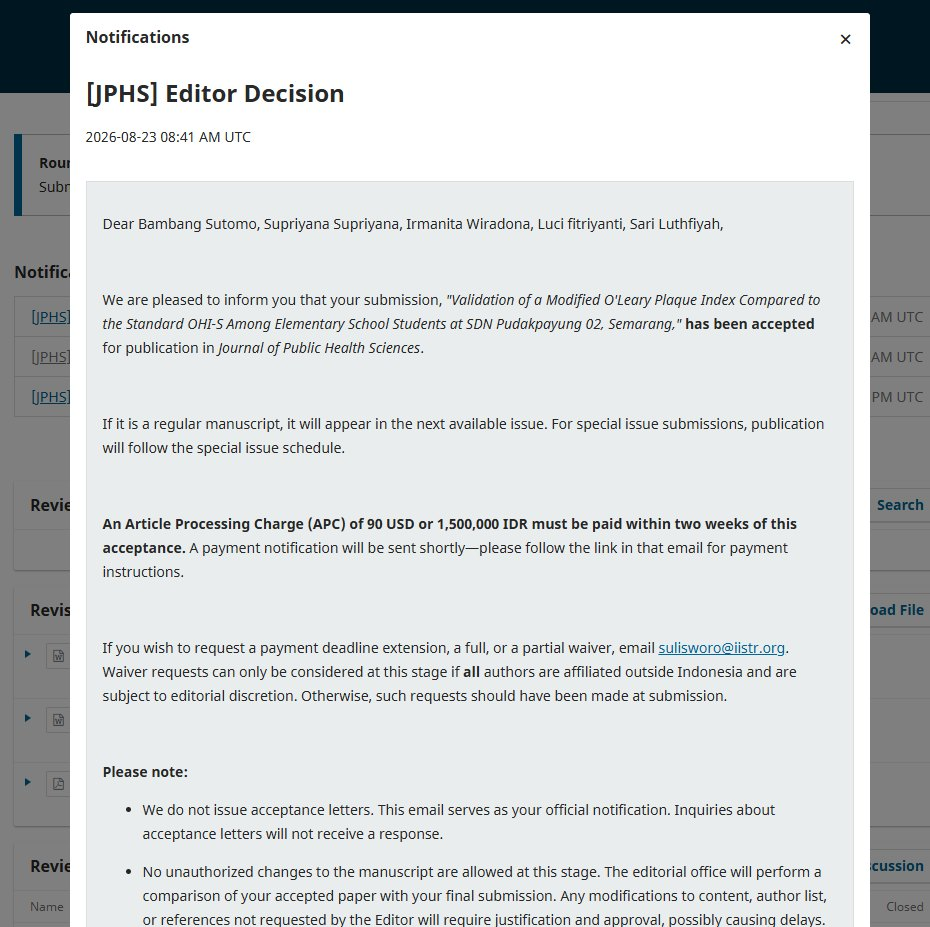 Notifications
×
[JPHS] Editor Decision
2026-08-23 08:41 AM UTC
Dear Bambang Sutomo, Supriyana Supriyana, Irmanita Wiradona, Luci fitriyanti, Sari Luthfiyah,
We are pleased to inform you that your submission, "Validation of a Modified O'Leary Plaque Index Compared to
the Standard OHI-S Among Elementary School Students at SDN Pudakpayung 02, Semarang," has been accepted
for publication in Journal of Public Health Sciences.
If it is a regular manuscript, it will appear in the next available issue. For special issue submissions, publication
will follow the special issue schedule.
An Article Processing Charge (APC) of 90 USD or 1,500,000 IDR must be paid within two weeks of this
acceptance. A payment notification will be sent shortly—please follow the link in that email for payment
instructions.
If you wish to request a payment deadline extension, a full, or a partial waiver, email sulisworo@iistr.org.
Waiver requests can only be considered at this stage if all authors are affiliated outside Indonesia and are
subject to editorial discretion. Otherwise, such requests should have been made at submission.
Please note:
• We do not issue acceptance letters. This email serves as your official notification. Inquiries about
acceptance letters will not receive a response.
• No unauthorized changes to the manuscript are allowed at this stage. The editorial office will perform a
comparison of your accepted paper with your final submission. Any modifications to content, author list,
or references not requested by the Editor will require justification and approval, possibly causing delays.
[JPHS] AM UTC
[JPHS] AM UTC
[JPHS] PM UTC
Search
Name Closed